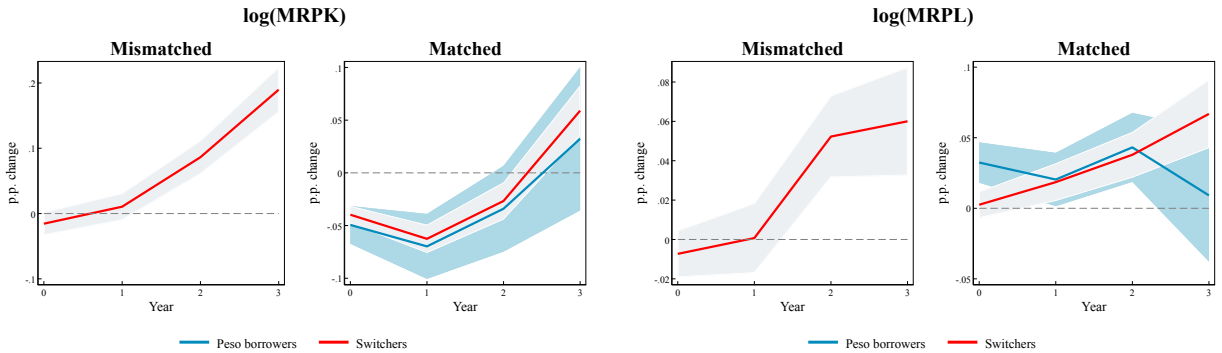 log(MRPK)
Mismatched
p.p. change
.2
.1
0
-.1
0 1 2 3
Year
Matched
p.p. change
.1
.05
0
-.05
-.1
0 1 2 3
Year
Peso borrowers Switchers
log(MRPL)
Mismatched
p.p. change
.08
.06
.04
.02
0
-.02
0 1 2 3
Year
Matched
p.p. change
.1
.05
0
-.05
0 1 2 3
Year
Peso borrowers Switchers